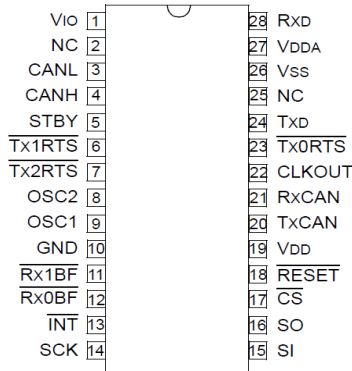 VIO 1 28 RXD
NC 2 27 VDDA
CANL 3 26 VSS
CANH 4 25 NC
STBY 5 24 TXD
Tx1RTS 6 23 Tx0RTS
Tx2RTS 7 22 CLKOUT
OSC2 8 21 RxCAN
OSC1 9 20 TxCAN
GND 10 19 VDD
Rx1BF 11 18 RESET
Rx0BF 12 17 CS
INT 13 16 SO
SCK 14 15 SI